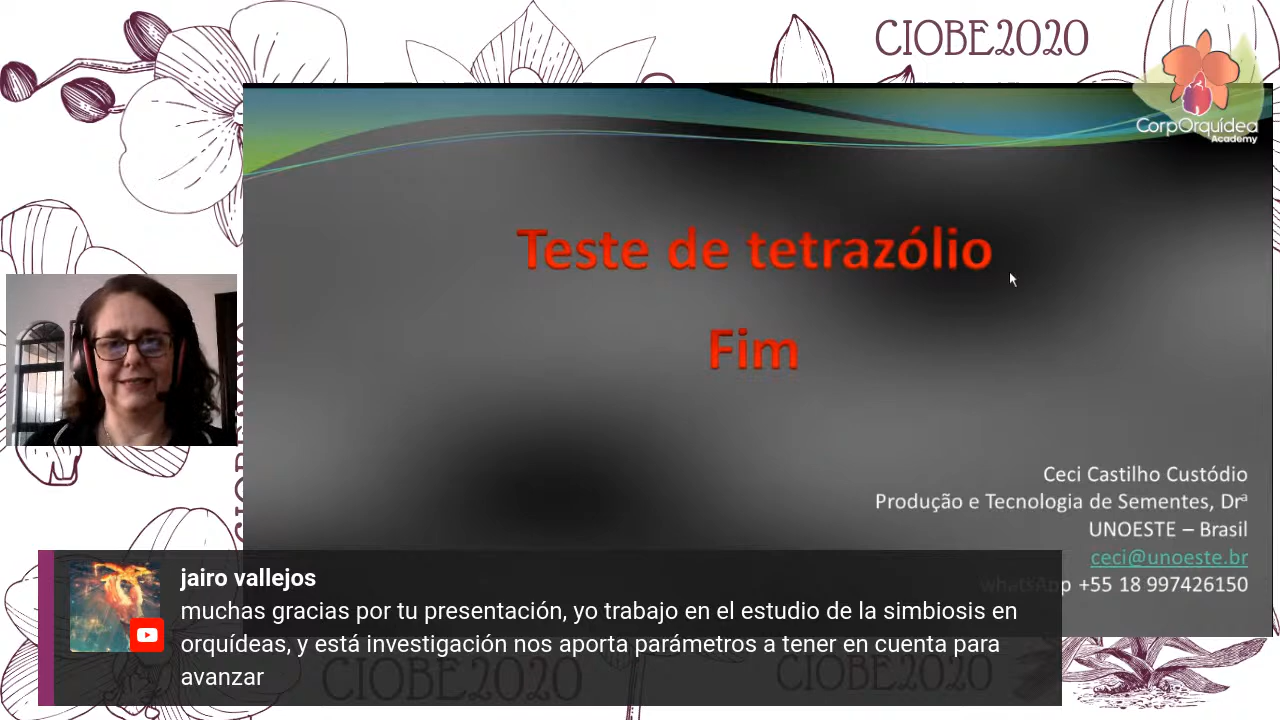 CIOBE2020
CorpOrquídea
Academy
Teste de tetrazólio
Fim
Ceci Castilho Custódio
Produção e Tecnologia de Sementes, Drª
UNOESTE – Brasil
ceci@unoeste.br
whatsApp +55 18 997426150
jairo vallejos
muchas gracias por tu presentación, yo trabajo en el estudio de la simbiosis en
orquídeas, y está investigación nos aporta parámetros a tener en cuenta para
avanzar
CIOBE2020
CIOBE2020